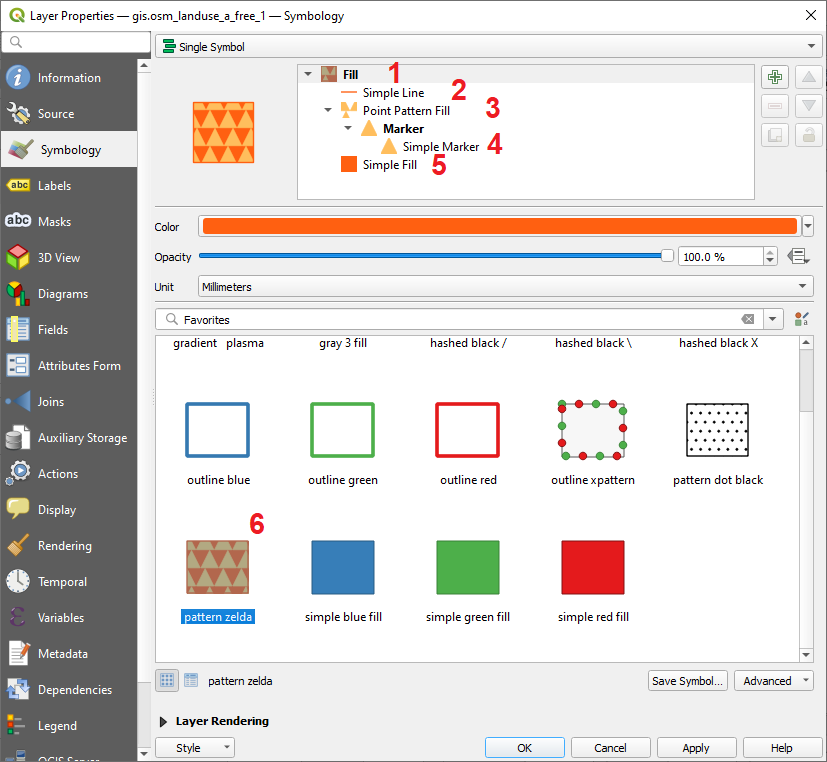 Layer Properties — gis.osm_landuse_a_free_1 — Symbology
Single Symbol
Information
Source
Symbology
Labels
abc
Masks
abc
3D View
Diagrams
Fields
Attributes Form
Joins
Auxiliary Storage
Actions
Display
Rendering
Temporal
Variables
Metadata
Dependencies
Legend
QGIS Server
Fill 1
Simple Line 2
Point Pattern Fill 3
Marker
Simple Marker 4
Simple Fill 5
Color
Opacity 100.0 %
Unit Millimeters
Favorites
gradient plasma gray 3 fill hashed black / hashed black \ hashed black X
outline blue outline green outline red outline xpattern pattern dot black
6
pattern zelda simple blue fill simple green fill simple red fill
pattern zelda Save Symbol... Advanced
Layer Rendering
Style OK Cancel Apply Help